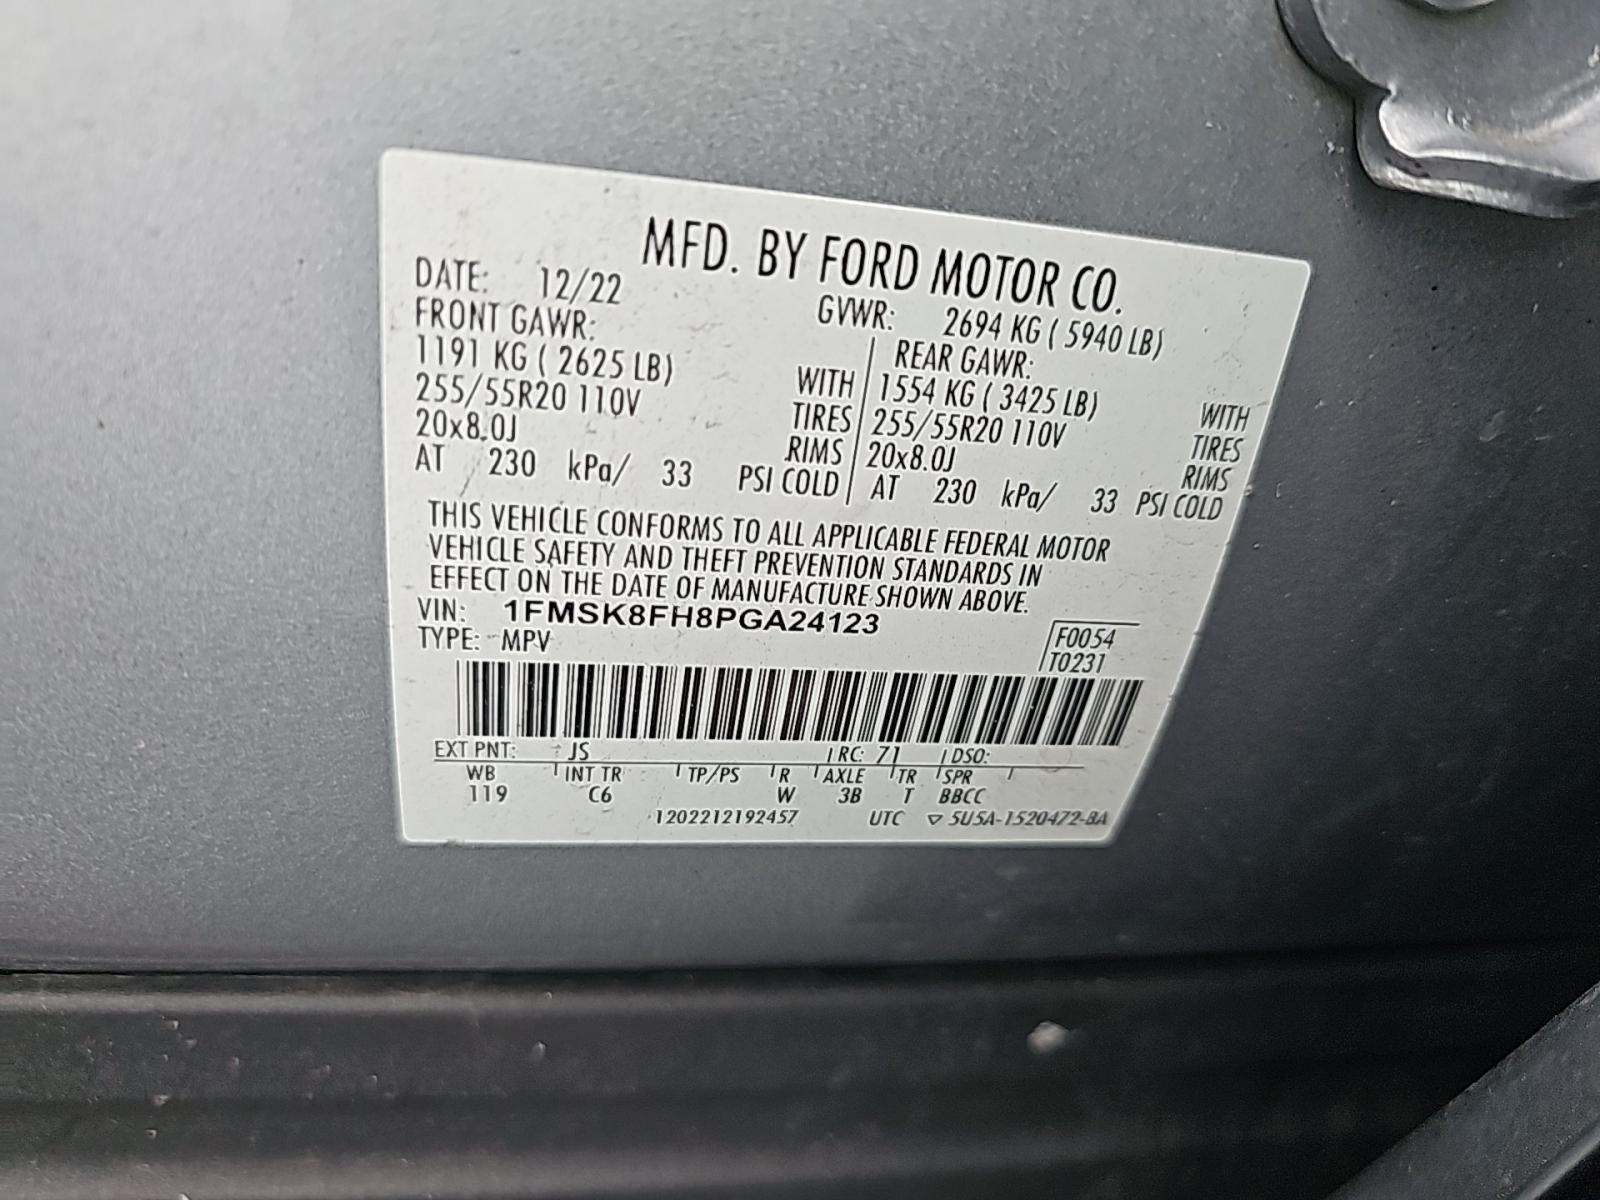 MFD. BY FORD MOTOR CO.
DATE: 12/22 GVWR: 2694 KG ( 5940 LB)
FRONT GAWR: REAR GAWR:
1191 KG ( 2625 LB) WITH 1554 KG ( 3425 LB) WITH
255/55R20 110V TIRES 255/55R20 110V TIRES
20x8.0J RIMS 20x8.0J RIMS
AT 230 kPa/ 33 PSI COLD AT 230 kPa/ 33 PSI COLD
THIS VEHICLE CONFORMS TO ALL APPLICABLE FEDERAL MOTOR
VEHICLE SAFETY AND THEFT PREVENTION STANDARDS IN
EFFECT ON THE DATE OF MANUFACTURE SHOWN ABOVE.
VIN: 1FMSK8FH8PGA24123
TYPE: MPV
F0054
T0231
EXT PNT: JS RC: 71 DSO:
WB INT TR TP/PS R AXLE TR SPR
119 C6 W 3B T BBCC
1202212192457 UTC ▽ 5U5A-1520472-BA